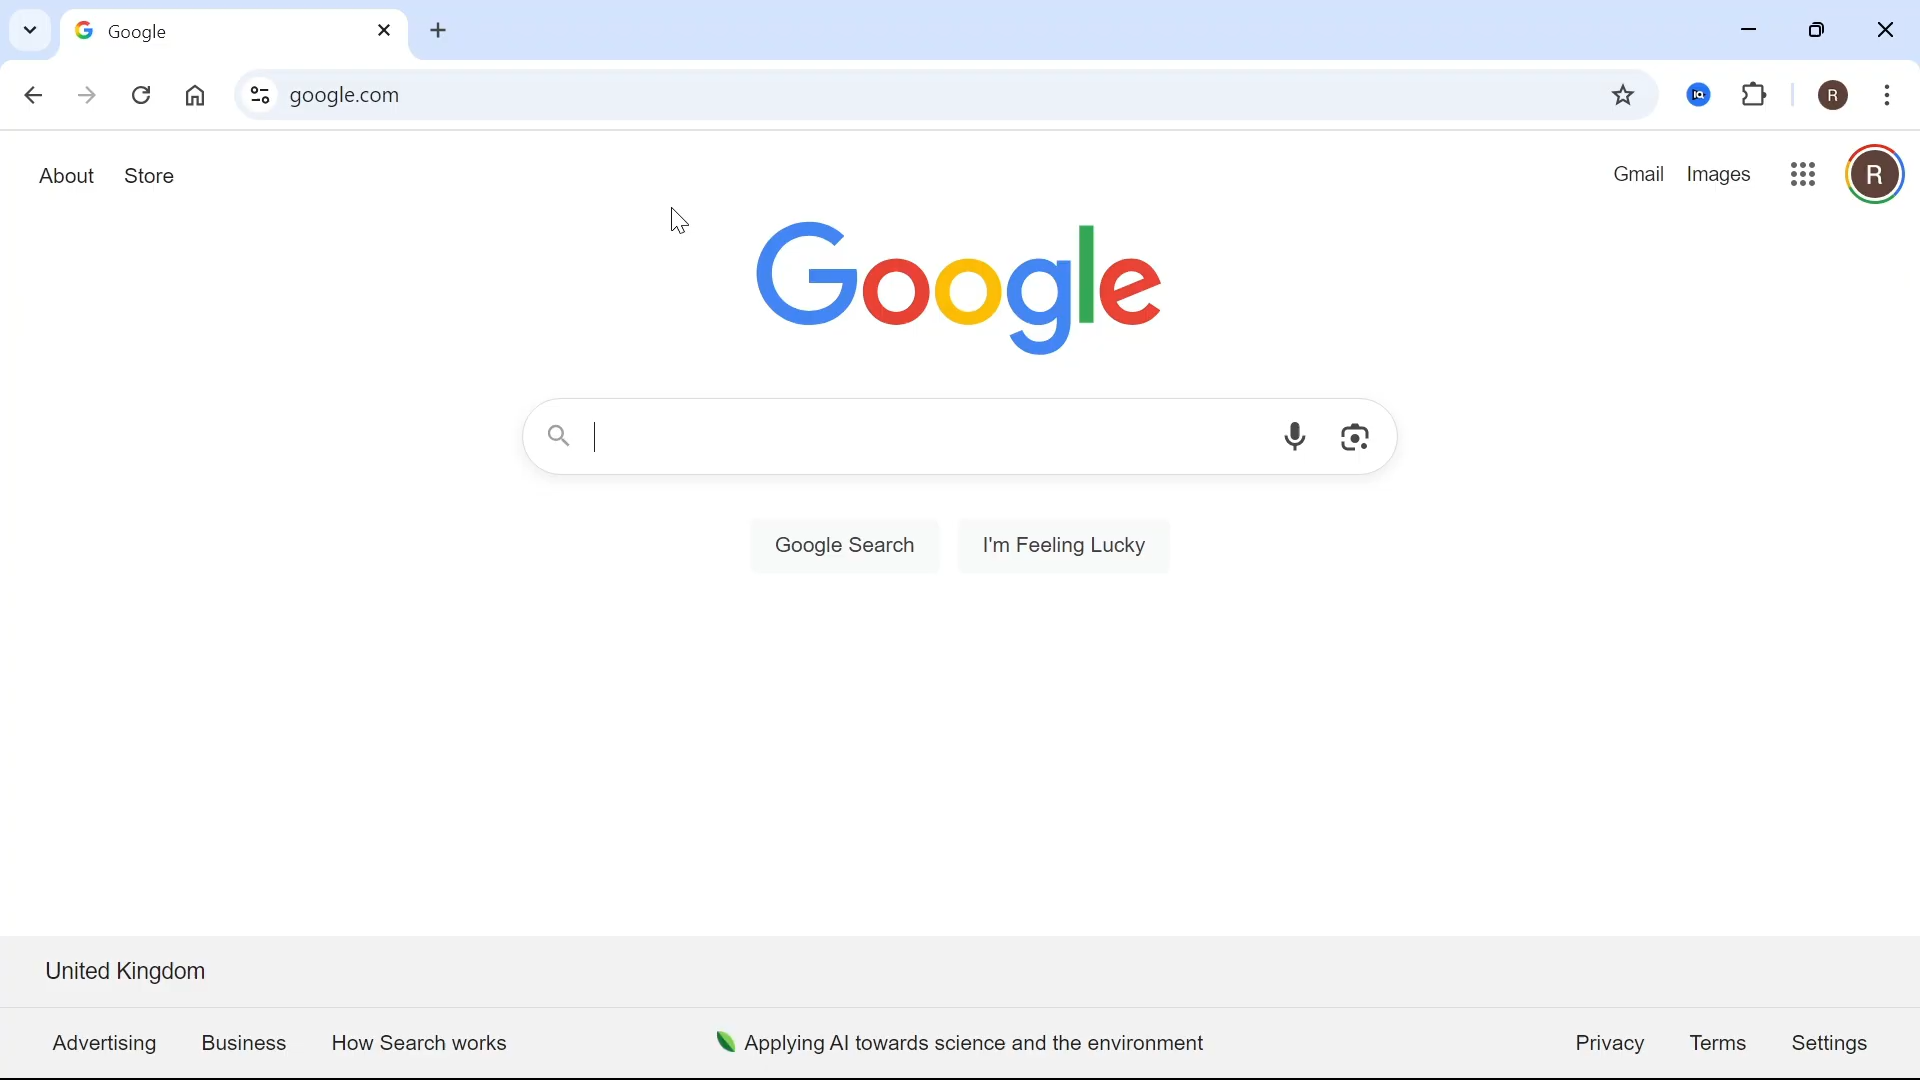 Google
google.com
IQ
R
About Store
Gmail Images
R
Google
Google Search I'm Feeling Lucky
United Kingdom
Advertising Business How Search works Applying AI towards science and the environment Privacy Terms Settings